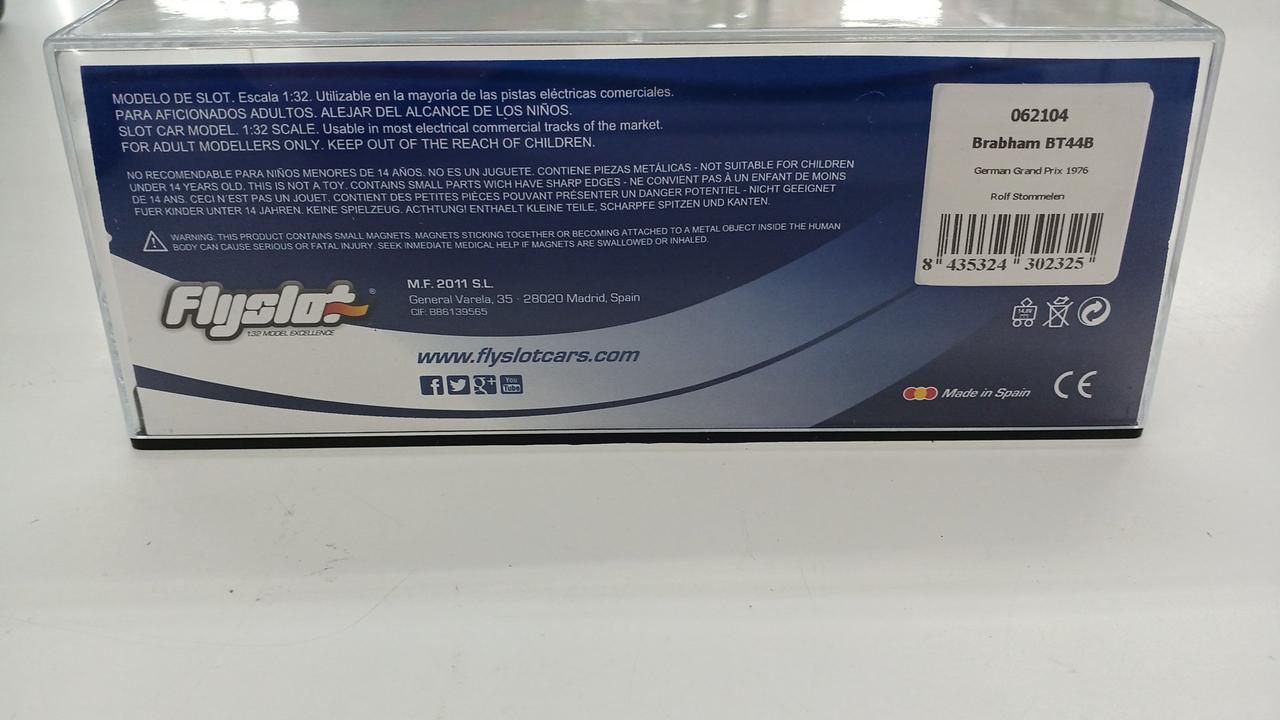 MODELO DE SLOT. Escala 1:32. Utilizable en la mayoría de las pistas eléctricas comerciales.
PARA AFICIONADOS ADULTOS. ALEJAR DEL ALCANCE DE LOS NIÑOS.
SLOT CAR MODEL. 1:32 SCALE. Usable in most electrical commercial tracks of the market.
FOR ADULT MODELLERS ONLY. KEEP OUT OF THE REACH OF CHILDREN.
NO RECOMENDABLE PARA NIÑOS MENORES DE 14 AÑOS. NO ES UN JUGUETE. CONTIENE PIEZAS METÁLICAS - NOT SUITABLE FOR CHILDREN
UNDER 14 YEARS OLD. THIS IS NOT A TOY. CONTAINS SMALL PARTS WICH HAVE SHARP EDGES - NE CONVIENT PAS À UN ENFANT DE MOINS
DE 14 ANS. CECI N'EST PAS UN JOUET. CONTIENT DES PETITES PIÈCES POUVANT PRÉSENTER UN DANGER POTENTIEL - NICHT GEEIGNET
FUER KINDER UNTER 14 JAHREN. KEINE SPIELZEUG. ACTHTUNG! ENTHAELT KLEINE TEILE, SCHARPFE SPITZEN UND KANTEN.
WARNING: THIS PRODUCT CONTAINS SMALL MAGNETS. MAGNETS STICKING TOGETHER OR BECOMING ATTACHED TO A METAL OBJECT INSIDE THE HUMAN
BODY CAN CAUSE SERIOUS OR FATAL INJURY. SEEK INMEDIATE MEDICAL HELP IF MAGNETS ARE SWALLOWED OR INHALED.
Flyslot ®
1:32 MODEL EXCELLENCE
M.F. 2011 S.L.
General Varela, 35 - 28020 Madrid, Spain
CIF: B86139565
www.flyslotcars.com
f g+ You Tube
062104
Brabham BT44B
German Grand Prix 1976
Rolf Stommelen
8 435324 302325
14.8V
Made in Spain CE